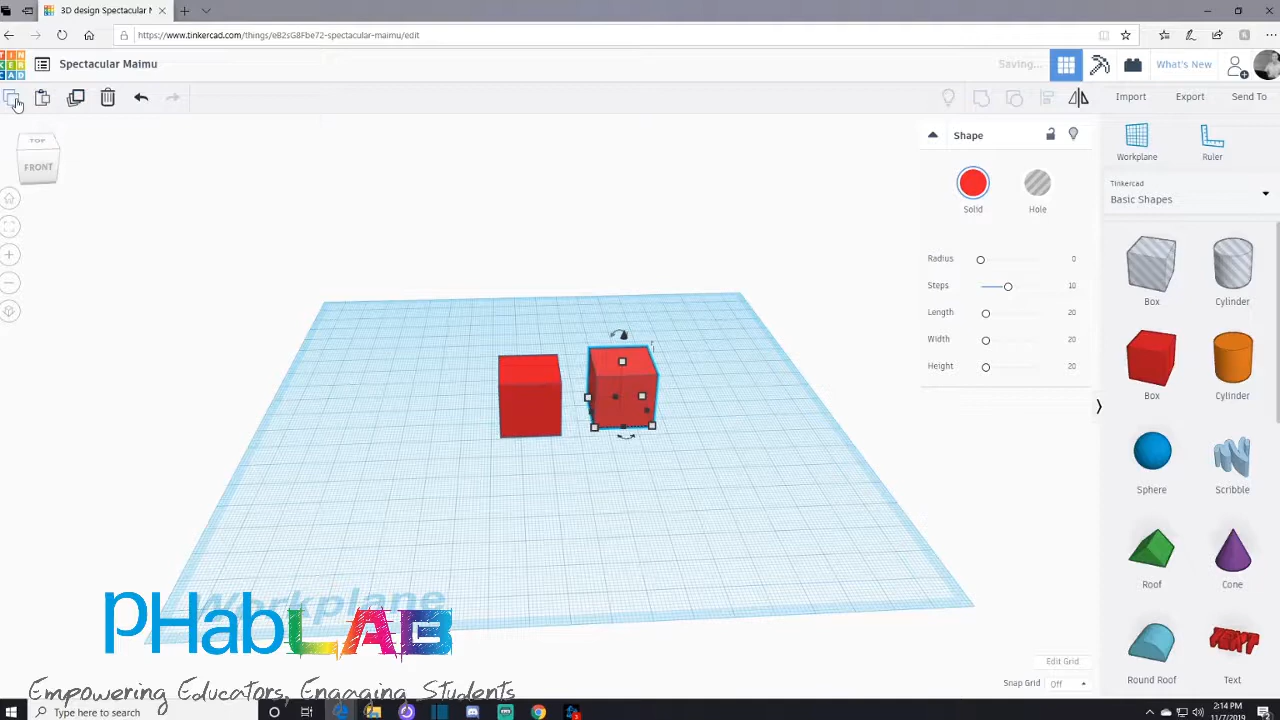 3D design Spectacular M
https://www.tinkercad.com/things/eB2sG8Fbe72-spectacular-maimu/edit
TINKERCAD
Spectacular Maimu
Saving...
What's New
Import
Export
Send To
TOP
FRONT
Shape
Solid
Hole
Radius 0
Steps 10
Length 20
Width 20
Height 20
Workplane
Ruler
Tinkercad
Basic Shapes
Box
Cylinder
Box
Cylinder
Sphere
Scribble
Roof
Cone
Round Roof
TEXT
Text
Workplane
PHabLAB
Empowering Educators, Engaging Students
Edit Grid
Snap Grid Off
Type here to search
2:14 PM
11/7/2019